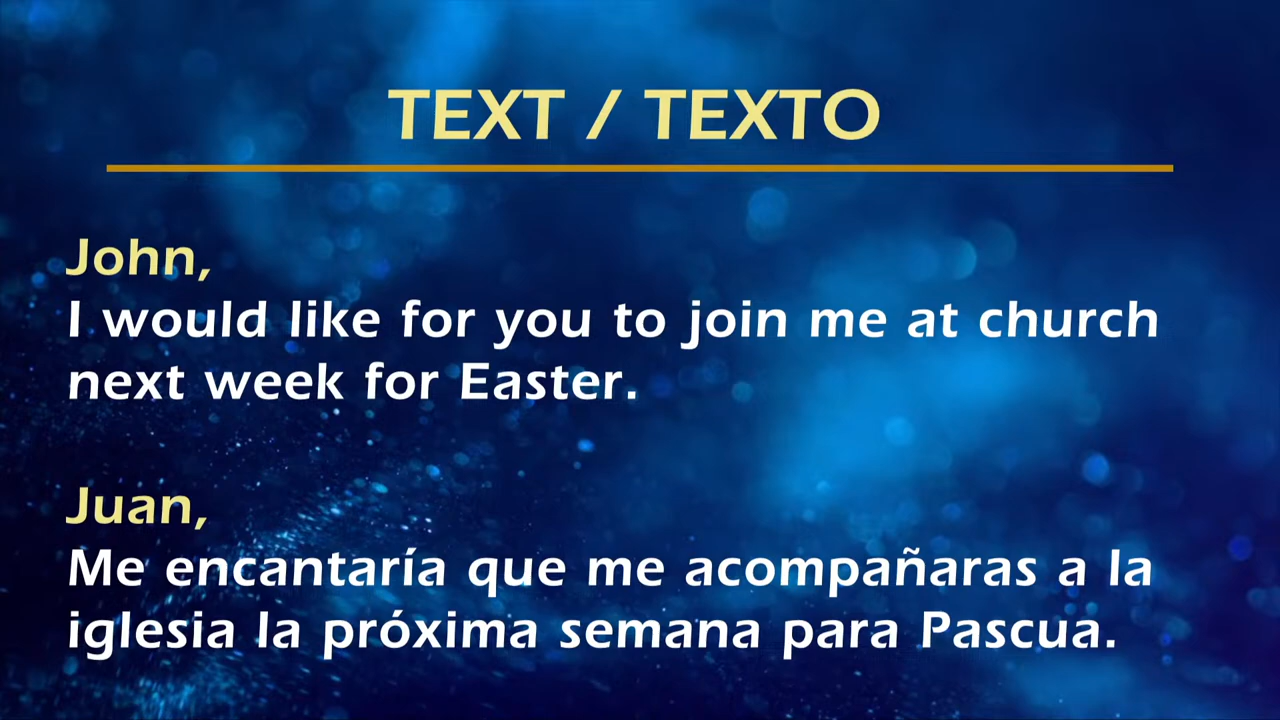 TEXT / TEXTO
John,
I would like for you to join me at church
next week for Easter.
Juan,
Me encantaría que me acompañaras a la
iglesia la próxima semana para Pascua.